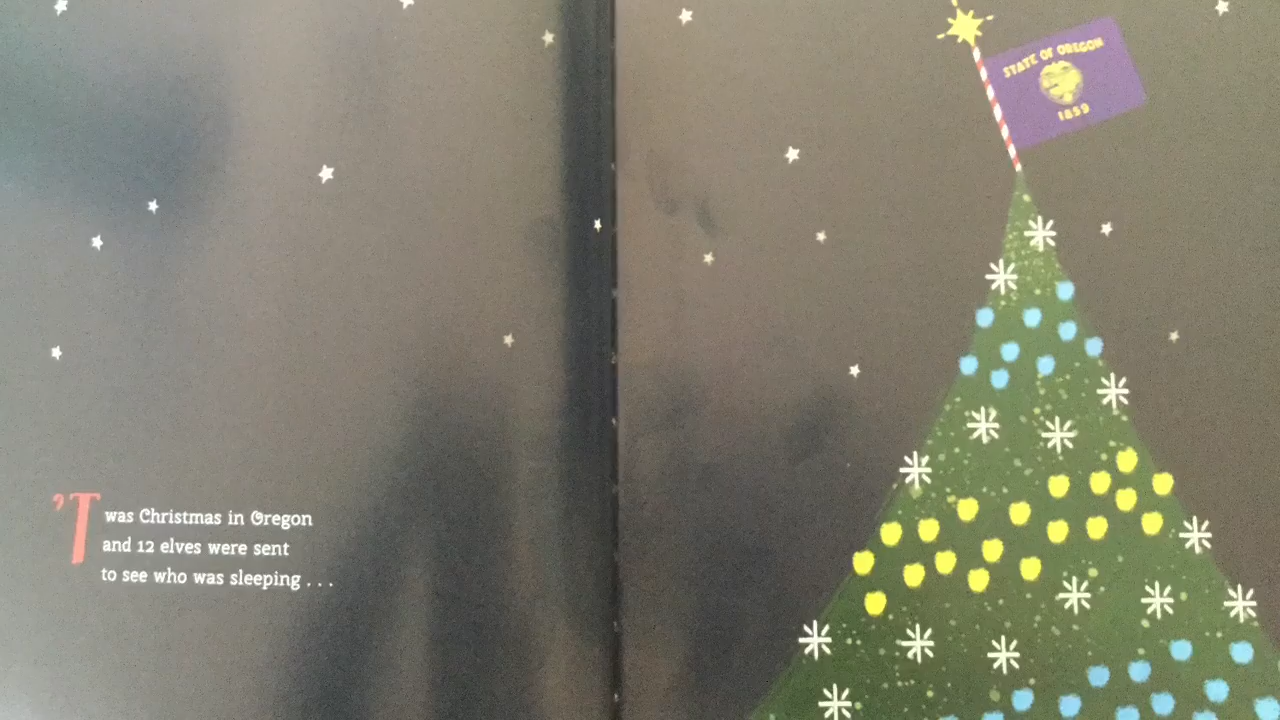 'Twas Christmas in Oregon
and 12 elves were sent
to see who was sleeping . . .
STATE OF OREGON
1859